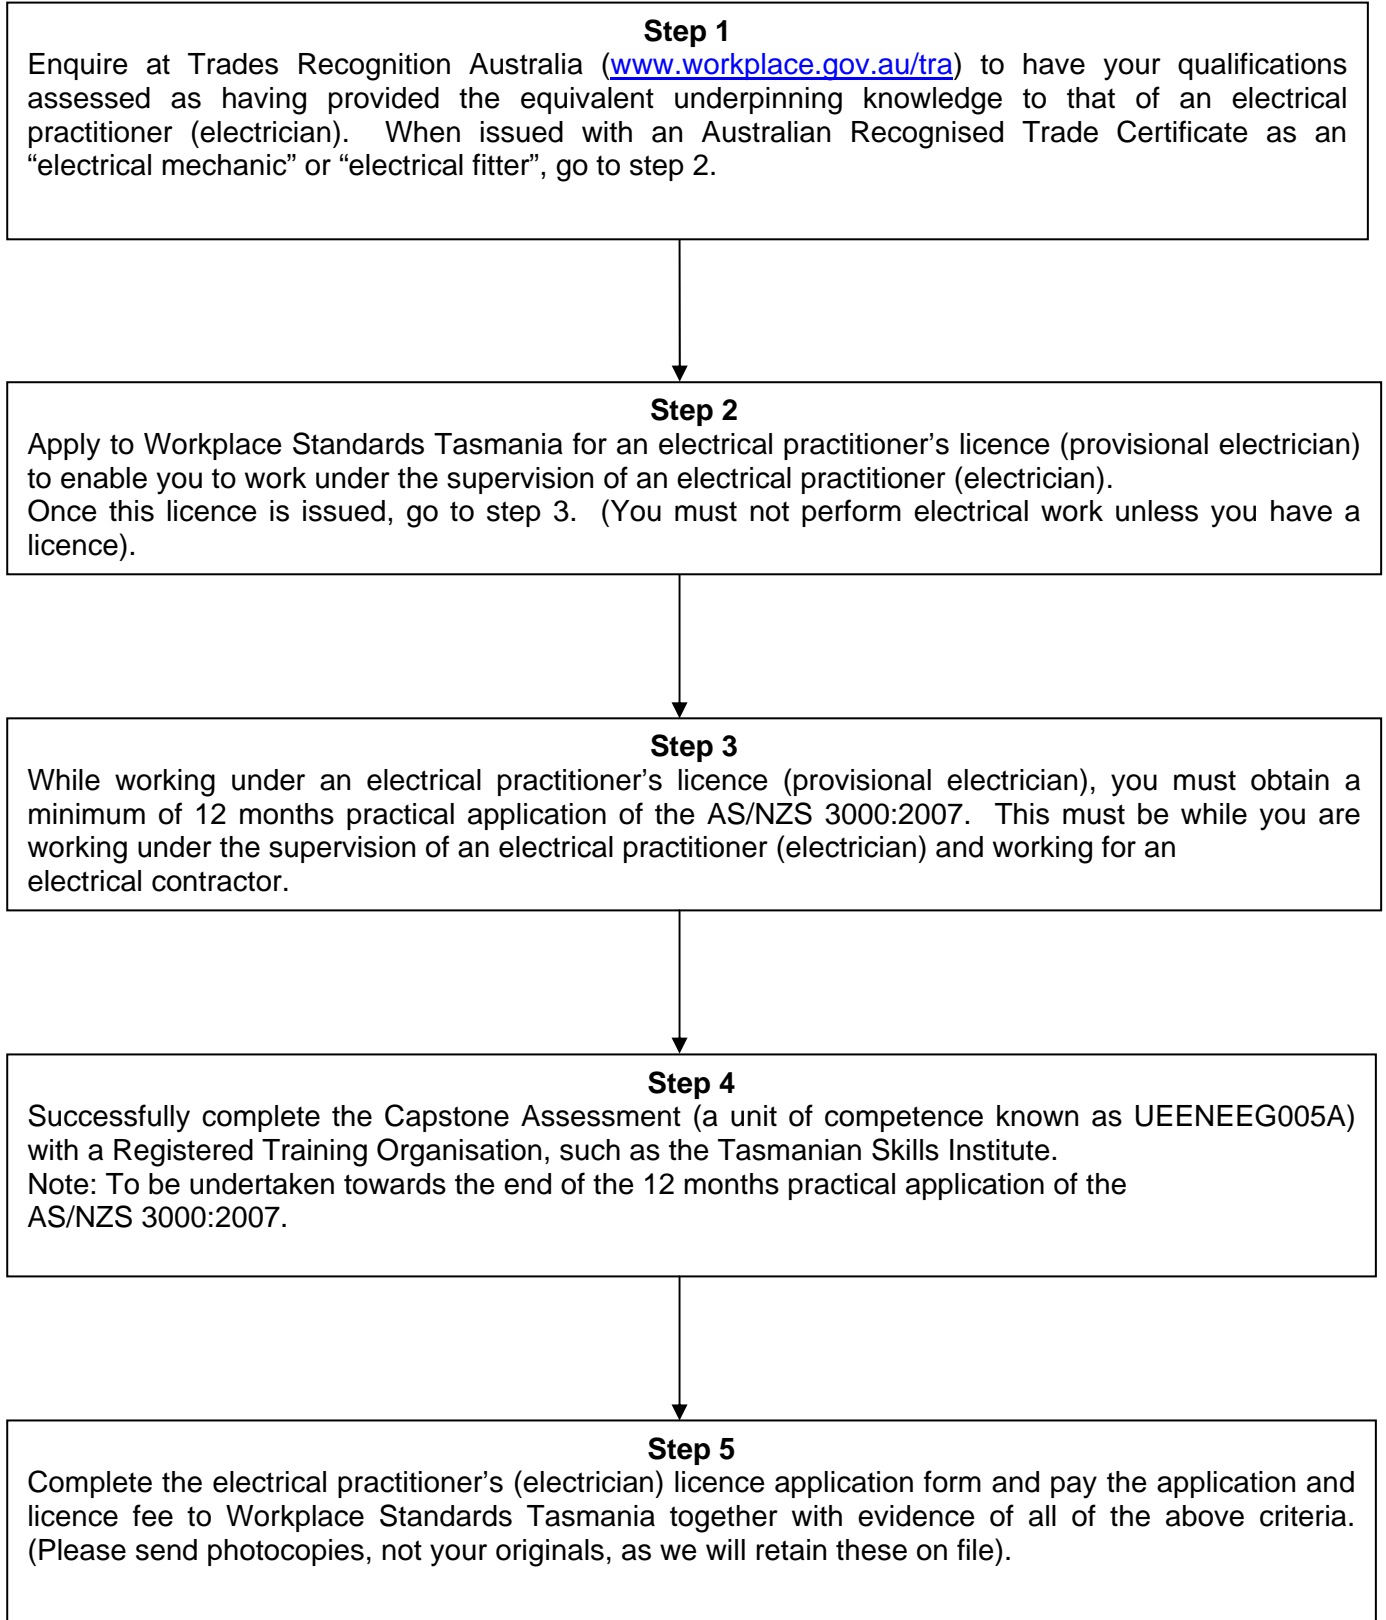 Step 1
Enquire at Trades Recognition Australia (www.workplace.gov.au/tra) to have your qualifications
assessed as having provided the equivalent underpinning knowledge to that of an electrical
practitioner (electrician).  When issued with an Australian Recognised Trade Certificate as an
“electrical mechanic” or “electrical fitter”, go to step 2.
Step 2
Apply to Workplace Standards Tasmania for an electrical practitioner’s licence (provisional electrician)
to enable you to work under the supervision of an electrical practitioner (electrician).
Once this licence is issued, go to step 3.  (You must not perform electrical work unless you have a
licence).
Step 3
While working under an electrical practitioner’s licence (provisional electrician), you must obtain a
minimum of 12 months practical application of the AS/NZS 3000:2007.  This must be while you are
working under the supervision of an electrical practitioner (electrician) and working for an
electrical contractor.
Step 4
Successfully complete the Capstone Assessment (a unit of competence known as UEENEEG005A)
with a Registered Training Organisation, such as the Tasmanian Skills Institute.
Note: To be undertaken towards the end of the 12 months practical application of the
AS/NZS 3000:2007.
Step 5
Complete the electrical practitioner’s (electrician) licence application form and pay the application and
licence fee to Workplace Standards Tasmania together with evidence of all of the above criteria.
(Please send photocopies, not your originals, as we will retain these on file).